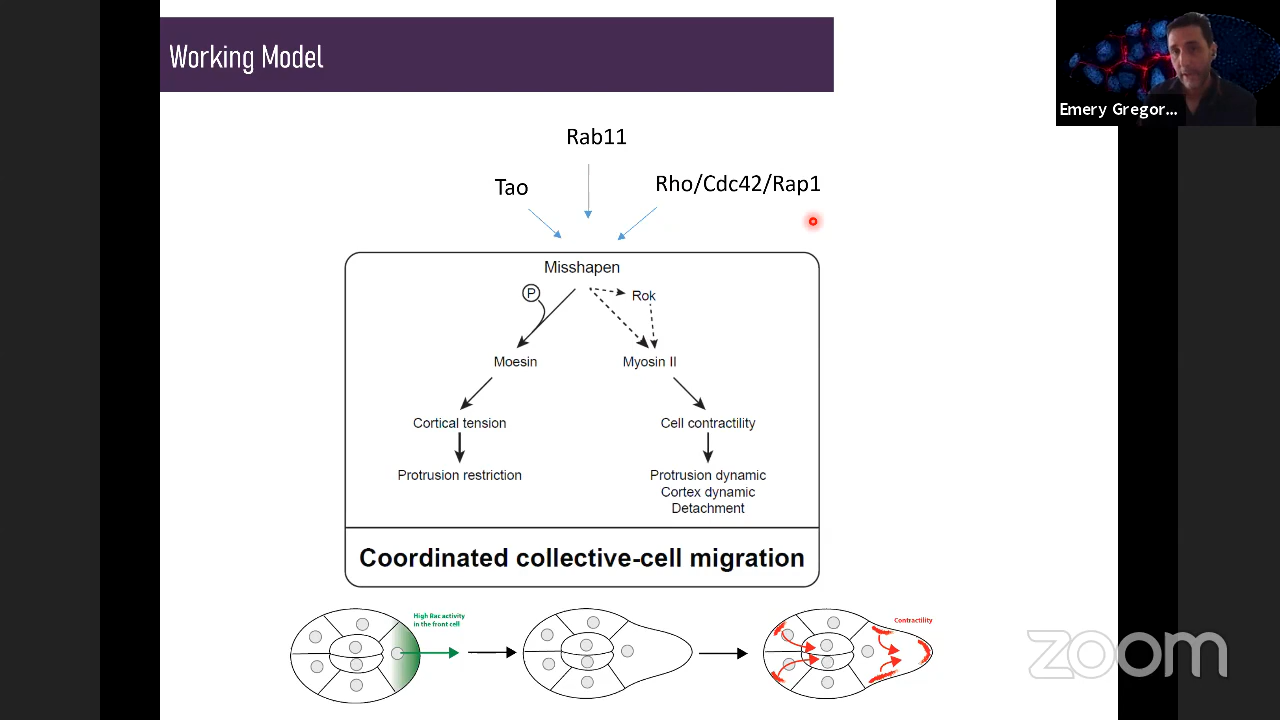 Working Model
Emery Gregor...
Rab11
Tao
Rho/Cdc42/Rap1
Misshapen
P
Rok
Moesin
Myosin II
Cortical tension
Cell contractility
Protrusion restriction
Protrusion dynamic
Cortex dynamic
Detachment
Coordinated collective-cell migration
High Rac activity
in the front cell
Contractility
zoom